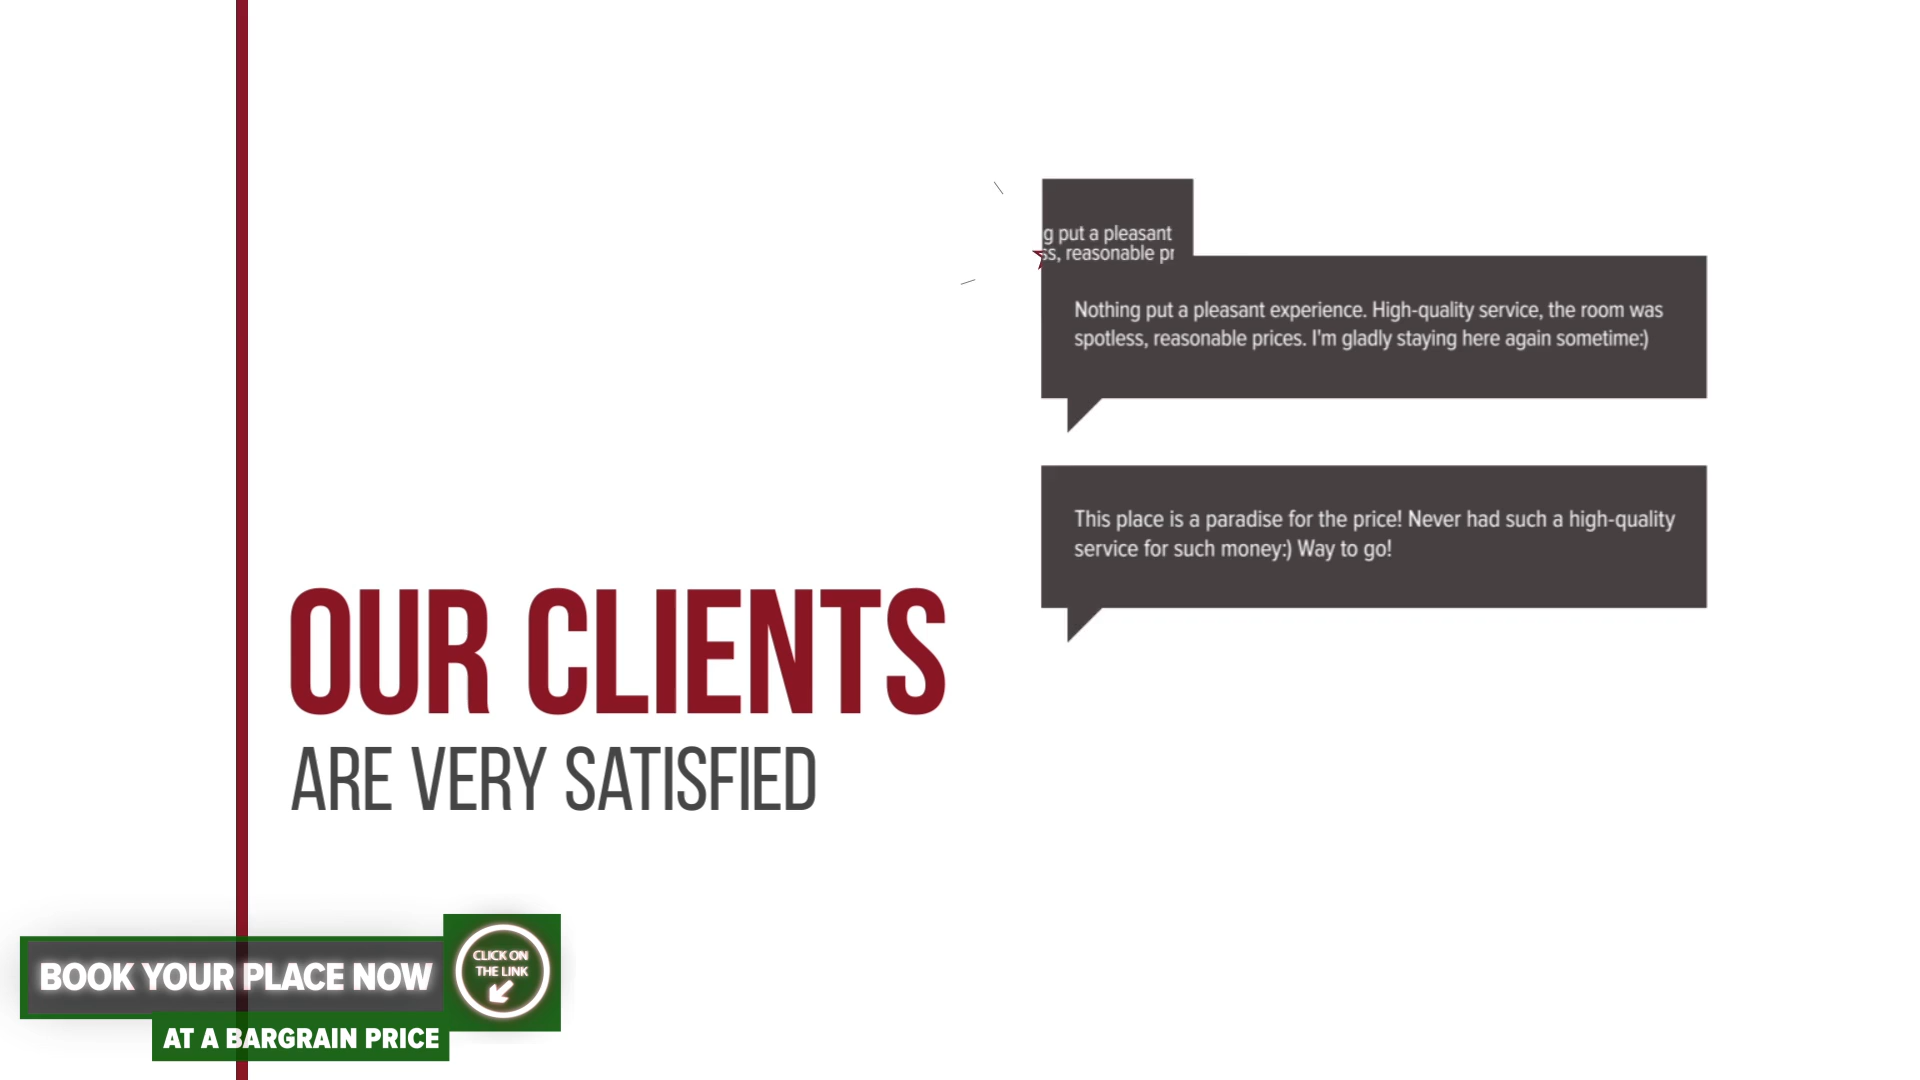 g put a pleasant
ss, reasonable pr
Nothing put a pleasant experience. High-quality service, the room was
spotless, reasonable prices. I'm gladly staying here again sometime:)
This place is a paradise for the price! Never had such a high-quality
service for such money:) Way to go!
OUR CLIENTS
ARE VERY SATISFIED
BOOK YOUR PLACE NOW
CLICK ON
THE LINK
AT A BARGRAIN PRICE